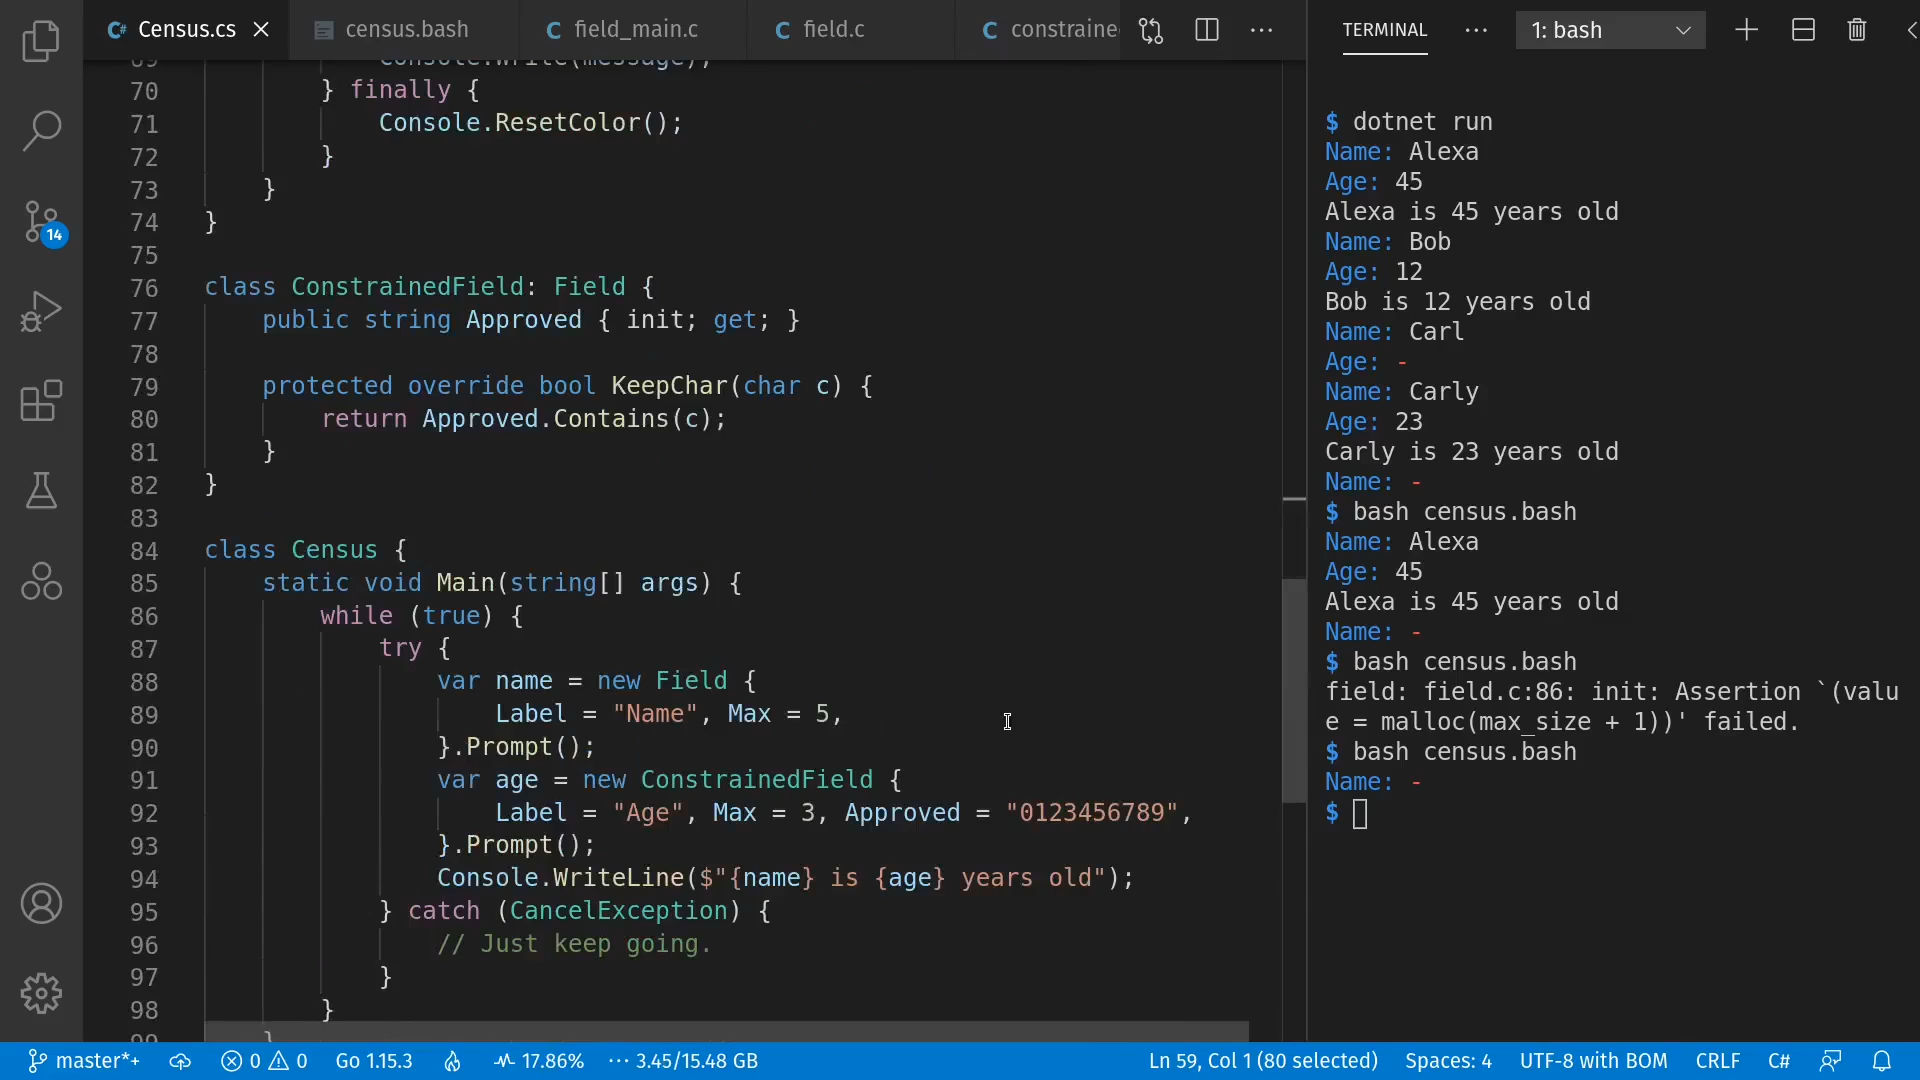 Census.cs
census.bash
field_main.c
field.c
constraine
69 Console.Write(message);
70 } finally {
71 Console.ResetColor();
72 }
73 }
74 }
75
76 class ConstrainedField: Field {
77 public string Approved { init; get; }
78
79 protected override bool KeepChar(char c) {
80 return Approved.Contains(c);
81 }
82 }
83
84 class Census {
85 static void Main(string[] args) {
86 while (true) {
87 try {
88 var name = new Field {
89 Label = "Name", Max = 5,
90 }.Prompt();
91 var age = new ConstrainedField {
92 Label = "Age", Max = 3, Approved = "0123456789",
93 }.Prompt();
94 Console.WriteLine($"{name} is {age} years old");
95 } catch (CancelException) {
96 // Just keep going.
97 }
98 }
99 }
14
TERMINAL
1: bash
$ dotnet run
Name: Alexa
Age: 45
Alexa is 45 years old
Name: Bob
Age: 12
Bob is 12 years old
Name: Carl
Age: -
Name: Carly
Age: 23
Carly is 23 years old
Name: -
$ bash census.bash
Name: Alexa
Age: 45
Alexa is 45 years old
Name: -
$ bash census.bash
field: field.c:86: init: Assertion `(valu
e = malloc(max_size + 1))' failed.
$ bash census.bash
Name: -
$
master*+ 0 0 Go 1.15.3 17.86% 3.45/15.48 GB Ln 59, Col 1 (80 selected) Spaces: 4 UTF-8 with BOM CRLF C#